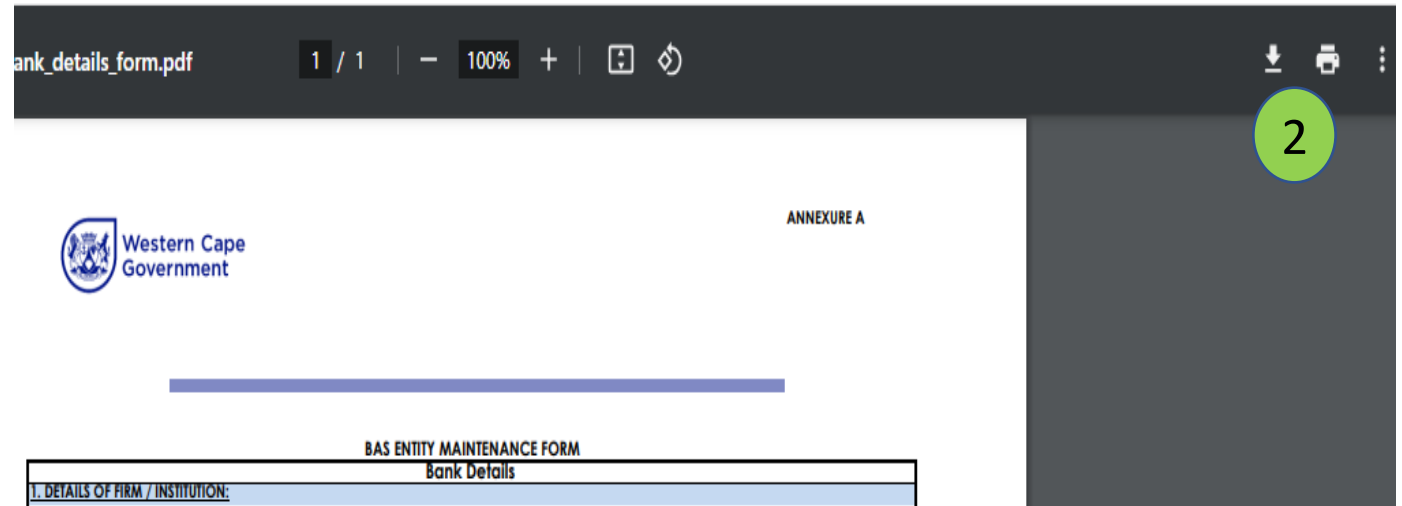 ank_details_form.pdf 1 / 1 100%
2
ANNEXURE A
Western Cape
Government
BAS ENTITY MAINTENANCE FORM
Bank Details
1. DETAILS OF FIRM / INSTITUTION: